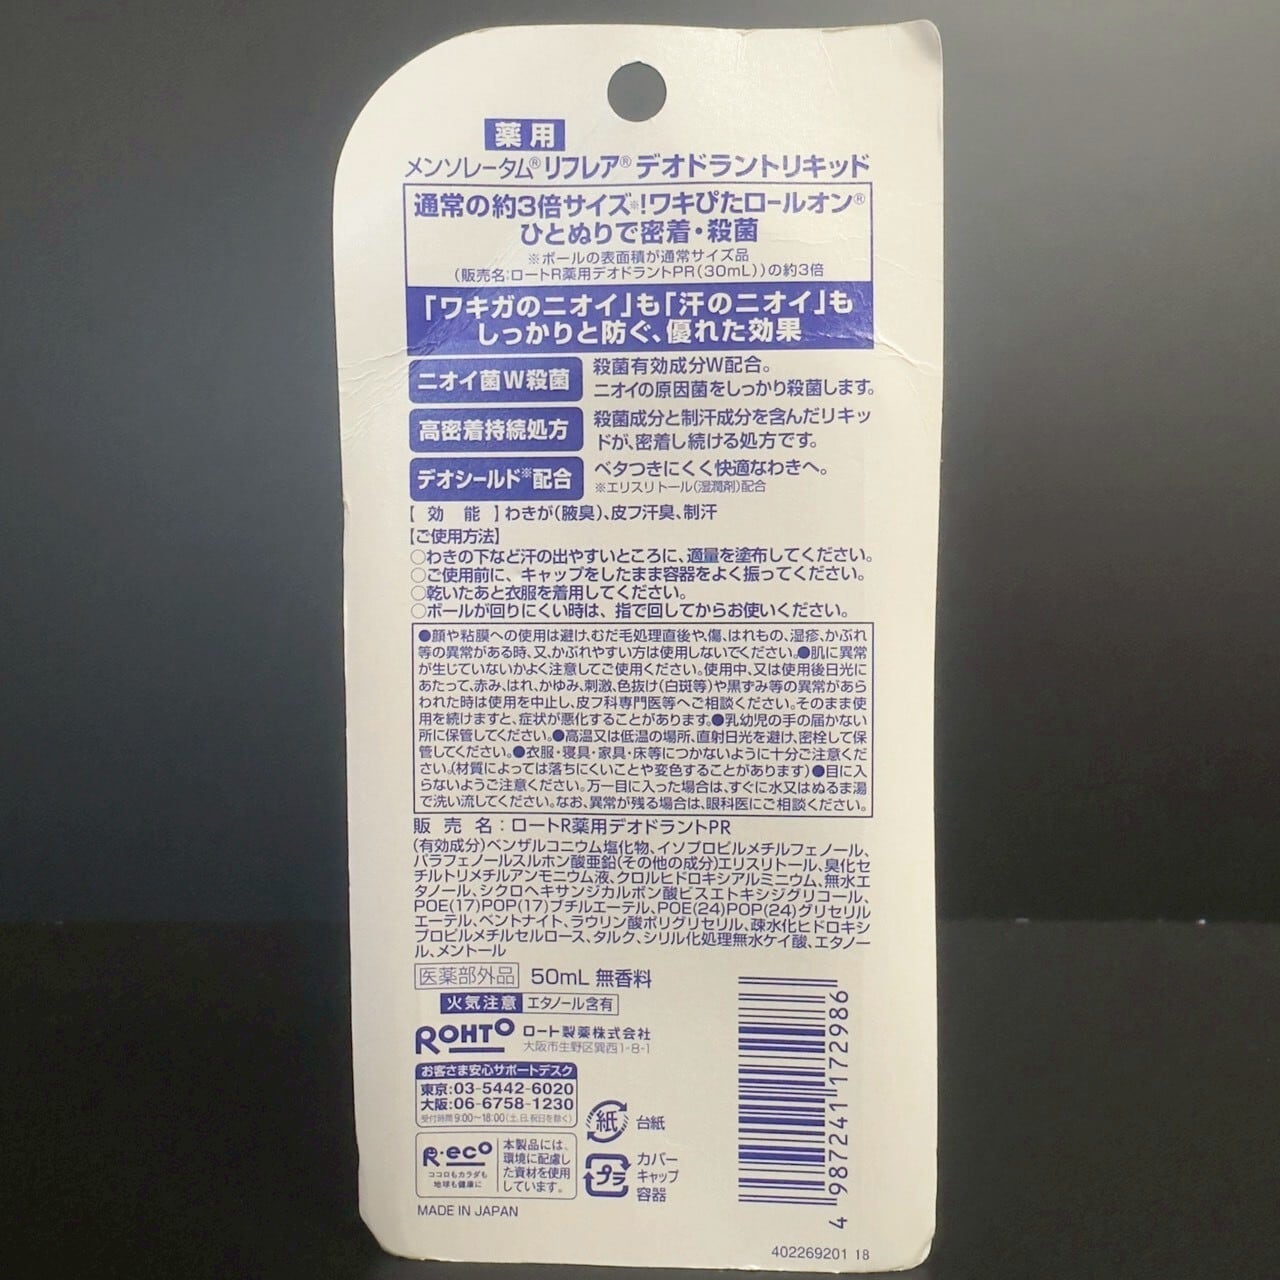 薬用
メンソレータム®リフレア®デオドラントリキッド
通常の約3倍サイズ※!ワキぴたロールオン®
ひとぬりで密着・殺菌
※ボールの表面積が通常サイズ品
(販売名:ロートR薬用デオドラントPR(30mL))の約3倍
「ワキガのニオイ」も「汗のニオイ」も
しっかりと防ぐ、優れた効果
ニオイ菌W殺菌
殺菌有効成分W配合。
ニオイの原因菌をしっかり殺菌します。
高密着持続処方
殺菌成分と制汗成分を含んだリキッ
ドが、密着し続ける処方です。
デオシールド※配合
ベタつきにくく快適なわきへ。
※エリスリトール(湿潤剤)配合
【 効 能 】わきが(腋臭)、皮フ汗臭、制汗
【ご使用方法】
○わきの下など汗の出やすいところに、適量を塗布してください。
○ご使用前に、キャップをしたまま容器をよく振ってください。
○乾いたあと衣服を着用してください。
○ボールが回りにくい時は、指で回してからお使いください。
●顔や粘膜への使用は避け、むだ毛処理直後や、傷、はれもの、湿疹、かぶれ
等の異常がある時、又、かぶれやすい方は使用しないでください。●肌に異常
が生じていないかよく注意してご使用ください。使用中、又は使用後日光に
あたって、赤み、はれ、かゆみ、刺激、色抜け(白斑等)や黒ずみ等の異常があら
われた時は使用を中止し、皮フ科専門医等へご相談ください。そのまま使
用を続けますと、症状が悪化することがあります。●乳幼児の手の届かない
所に保管してください。●高温又は低温の場所、直射日光を避け、密栓して保
管してください。●衣服・寝具・家具・床等につかないように十分ご注意くだ
さい。(材質によっては落ちにくいことや変色することがあります)●目に入
らないようご注意ください。万一目に入った場合は、すぐに水又はぬるま湯
で洗い流してください。なお、異常が残る場合は、眼科医にご相談ください。
販 売 名:ロートR薬用デオドラントPR
(有効成分)ベンザルコニウム塩化物、イソプロピルメチルフェノール、
パラフェノールスルホン酸亜鉛(その他の成分)エリスリトール、臭化セ
チルトリメチルアンモニウム液、クロルヒドロキシアルミニウム、無水エ
タノール、シクロヘキサンジカルボン酸ビスエトキシジグリコール、
POE(17)POP(17)ブチルエーテル、POE(24)POP(24)グリセリル
エーテル、ベントナイト、ラウリン酸ポリグリセリル、疎水化ヒドロキシ
プロピルメチルセルロース、タルク、シリル化処理無水ケイ酸、エタノー
ル、メントール
医薬部外品 50mL 無香料
火気注意 エタノール含有
ROHTO ロート製薬株式会社
大阪市生野区巽西1-8-1
お客さま安心サポートデスク
東京:03-5442-6020
大阪:06-6758-1230
受付時間9:00〜18:00(土、日、祝日を除く)
紙 台紙
R・eco
ココロもカラダも
地球も健康に
本製品には、
環境に配慮し
た資材を使用
しています。
プラ
カバー
キャップ
容器
MADE IN JAPAN
4 987241 172986
402269201 18